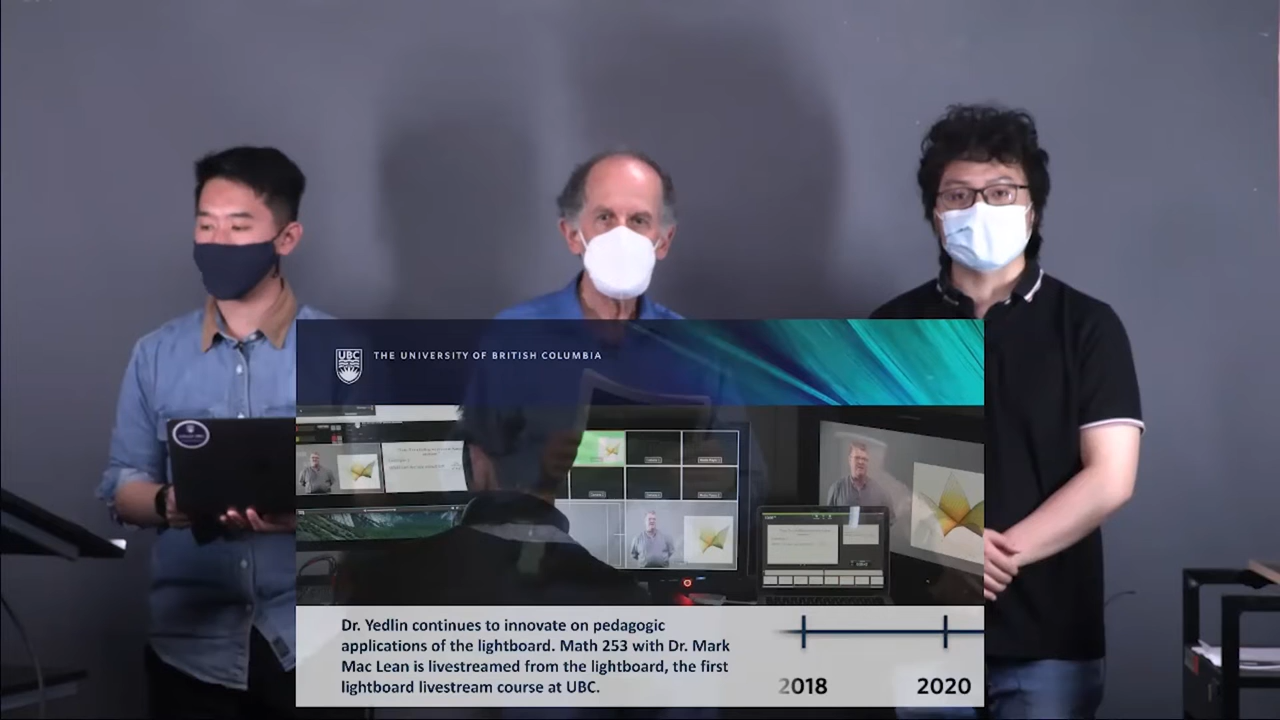 UBC
THE UNIVERSITY OF BRITISH COLUMBIA
Dr. Yedlin continues to innovate on pedagogic
applications of the lightboard. Math 253 with Dr. Mark
Mac Lean is livestreamed from the lightboard, the first
lightboard livestream course at UBC.
2018
2020